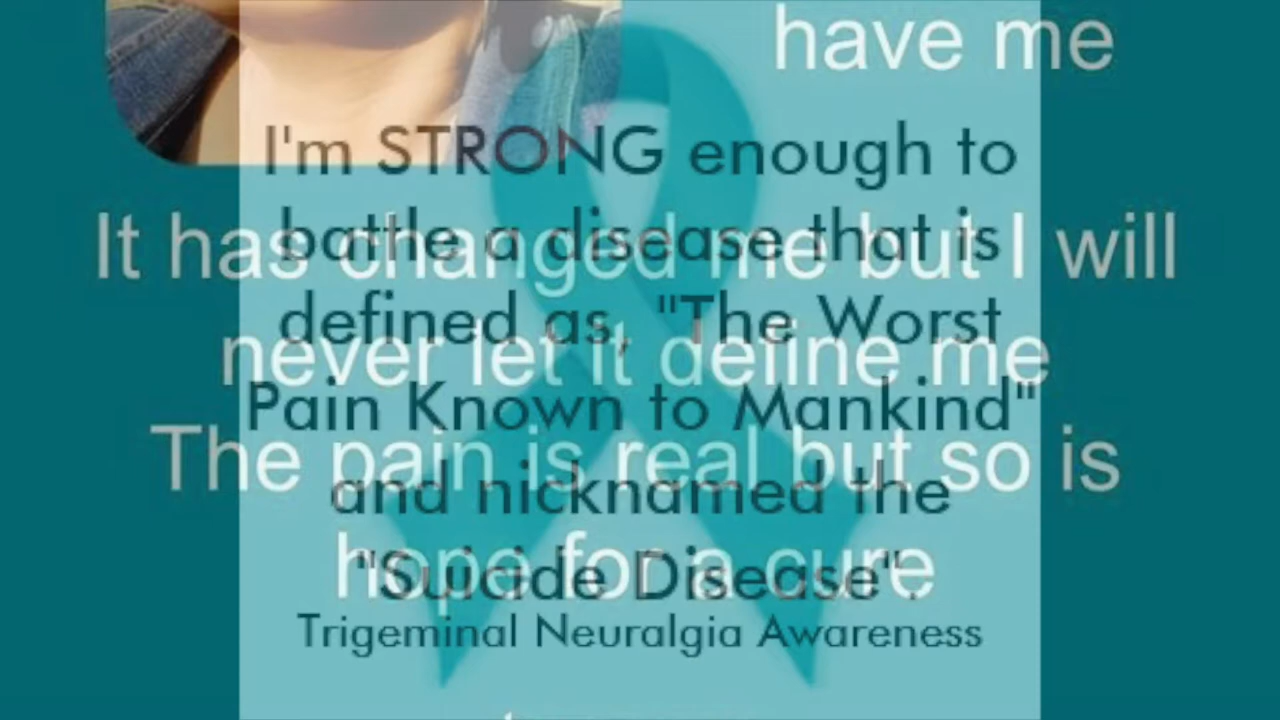 have me
It has changed me but I will
never let it define me
The pain is real but so is
hope for a cure
I'm STRONG enough to
battle a disease that is
defined as, "The Worst
Pain Known to Mankind"
and nicknamed the
"Suicide Disease".
Trigeminal Neuralgia Awareness